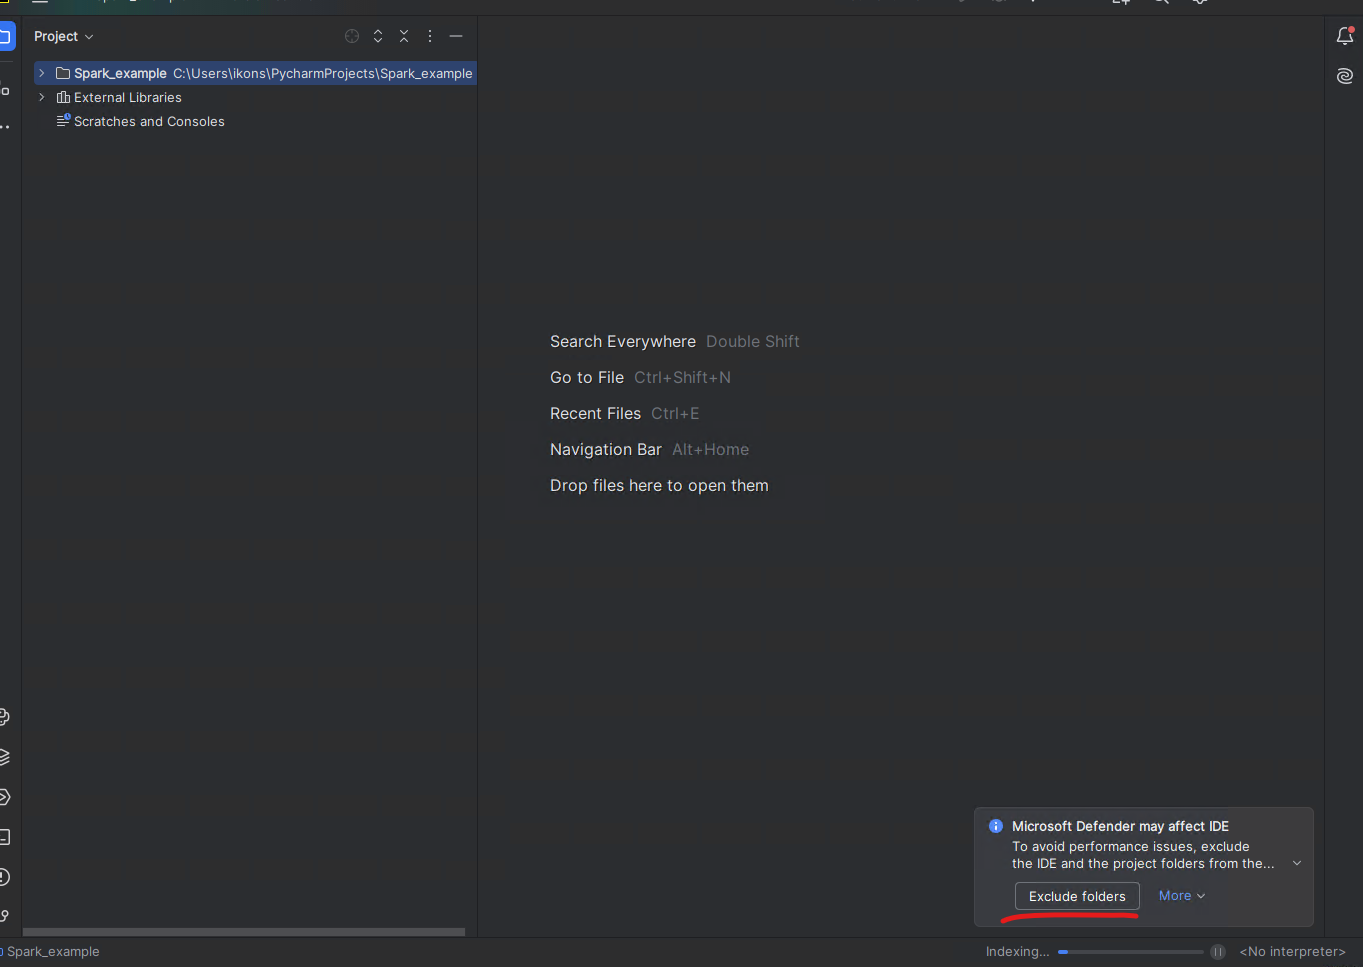 Project
Spark_example C:\Users\ikons\PycharmProjects\Spark_example
External Libraries
Scratches and Consoles
Search Everywhere Double Shift
Go to File Ctrl+Shift+N
Recent Files Ctrl+E
Navigation Bar Alt+Home
Drop files here to open them
Microsoft Defender may affect IDE
To avoid performance issues, exclude
the IDE and the project folders from the...
Exclude folders More
Spark_example
Indexing... <No interpreter>